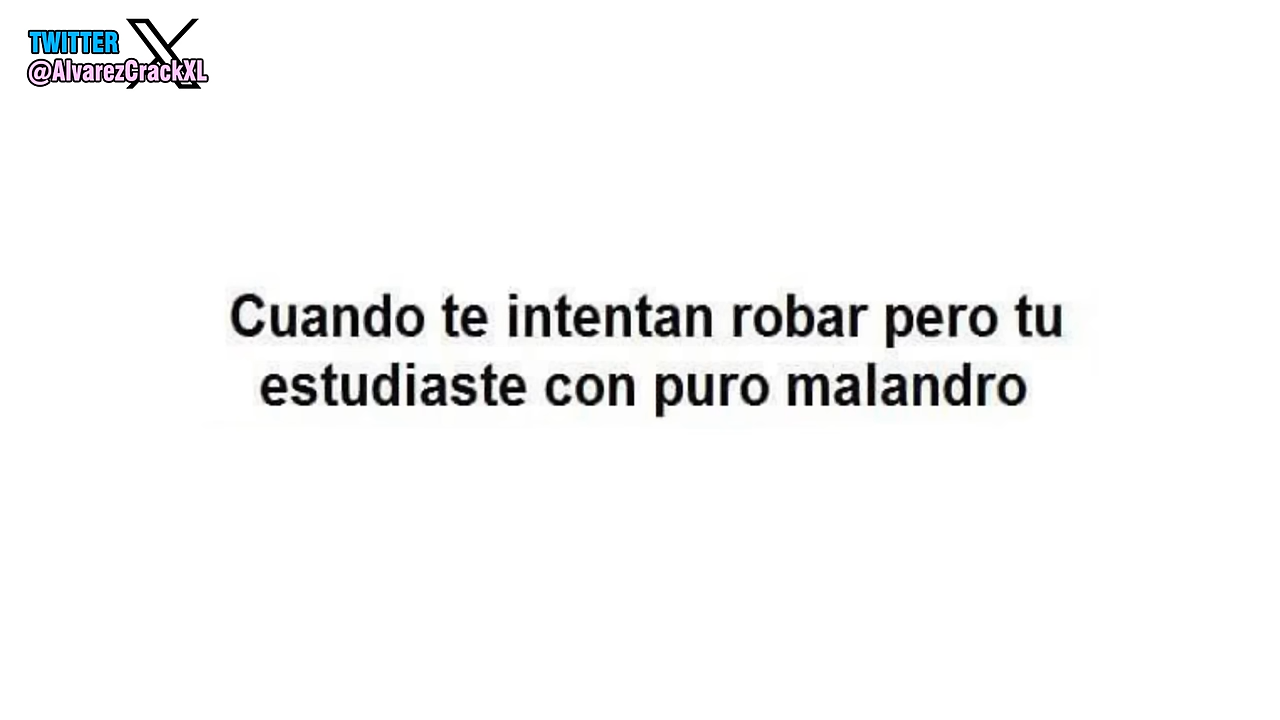 TWITTER
@AlvarezCrackXL
Cuando te intentan robar pero tu
estudiaste con puro malandro